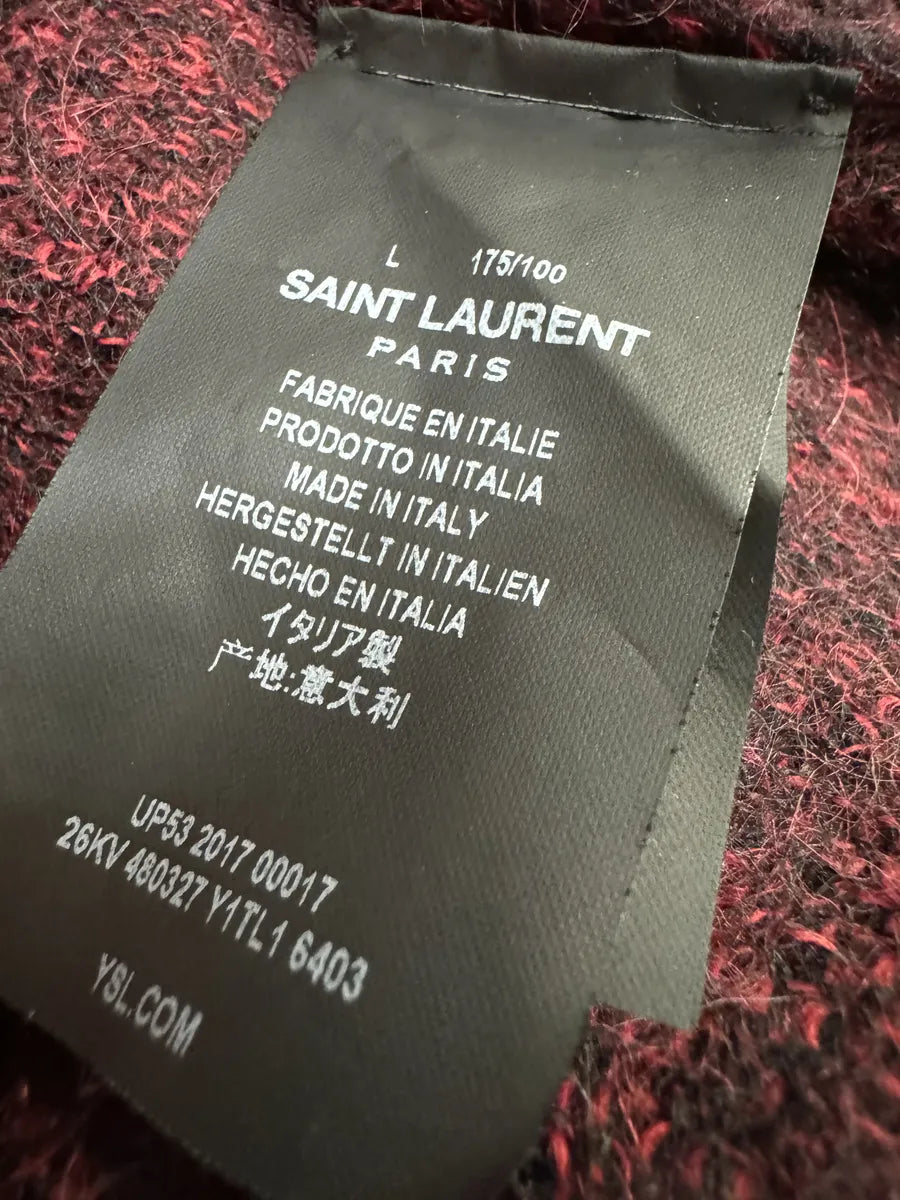 L 175/100
SAINT LAURENT
PARIS
FABRIQUE EN ITALIE
PRODOTTO IN ITALIA
MADE IN ITALY
HERGESTELLT IN ITALIEN
HECHO EN ITALIA
イタリア製
产地:意大利
UP53 2017 00017
26KV 480327 Y1TL1 6403
YSL.COM